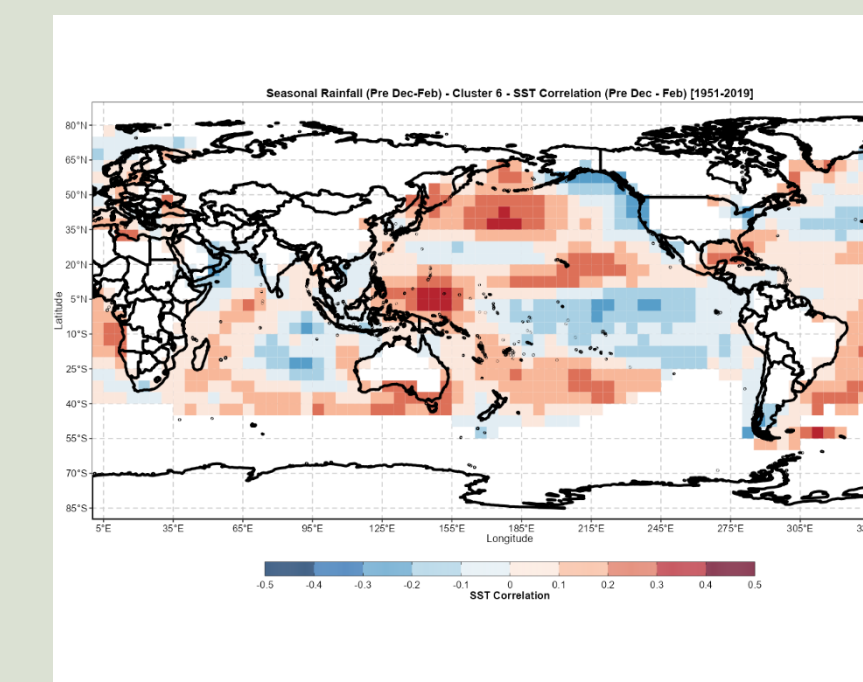 Seasonal Rainfall (Pre Dec-Feb) - Cluster 6 - SST Correlation (Pre Dec - Feb) [1951-2019]
80°N
65°N
50°N
35°N
20°N
5°N
10°S
25°S
40°S
55°S
70°S
85°S
Latitude
5°E 35°E 65°E 95°E 125°E 155°E 185°E 215°E 245°E 275°E 305°E
Longitude
-0.5 -0.4 -0.3 -0.2 -0.1 0 0.1 0.2 0.3 0.4 0.5
SST Correlation